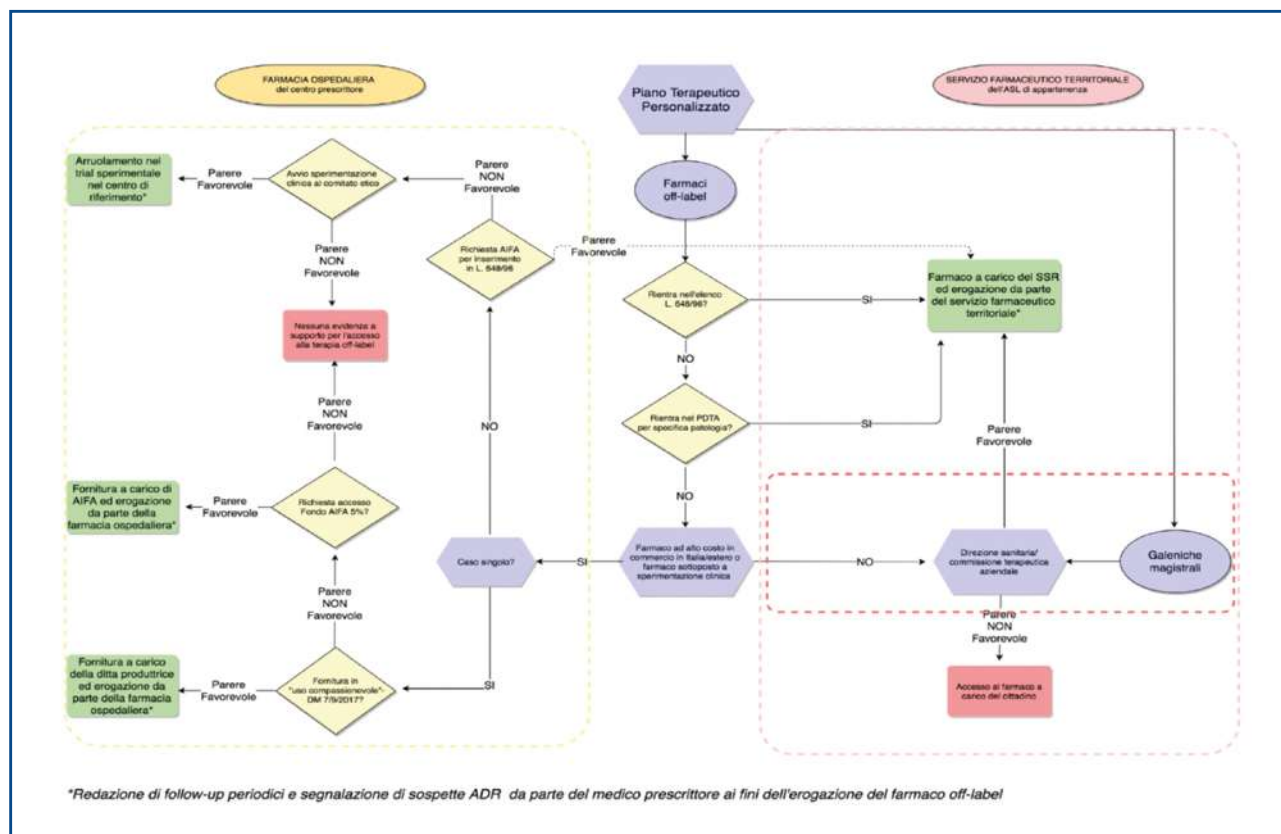 FARMACIA OSPEDALIERA
del centro prescrittore
Piano Terapeutico
Personalizzato
SERVIZIO FARMACEUTICO TERRITORIALE
dell'ASL di appartenenza
Arruolamento nel
trial sperimentale
nel centro di
riferimento*
Parere
Favorevole
Avvio sperimentazione
clinica al comitato etico
Parere
NON
Favorevole
Farmaci
off-label
Parere
NON
Favorevole
Richiesta AIFA
per inserimento
in L. 648/96
Parere
Favorevole
Rientra nell'elenco
L. 648/96?
SI
Farmaco a carico del SSR
ed erogazione da parte
del servizio farmaceutico
territoriale*
Nessuna evidenza a
supporto per l'accesso
alla terapia off-label
NO
Parere
NON
Favorevole
NO
Rientra nel PDTA
per specifica patologia?
SI
Parere
Favorevole
Fornitura a carico di
AIFA ed erogazione
da parte della
farmacia ospedaliera*
Parere
Favorevole
Richiesta accesso
Fondo AIFA 5%?
NO
Parere
NON
Favorevole
Caso singolo?
SI
Farmaco ad alto costo in
commercio in Italia/estero o
farmaco sottoposto a
sperimentazione clinica
NO
Direzione sanitaria/
commissione terapeutica
aziendale
Galeniche
magistrali
Parere
NON
Favorevole
Fornitura a carico
della ditta produttrice
ed erogazione da
parte della farmacia
ospedaliera*
Parere
Favorevole
Fornitura in
"uso compassionevole"-
DM 7/9/2017?
SI
Accesso al farmaco a
carico del cittadino
*Redazione di follow-up periodici e segnalazione di sospette ADR da parte del medico prescrittore ai fini dell'erogazione del farmaco off-label